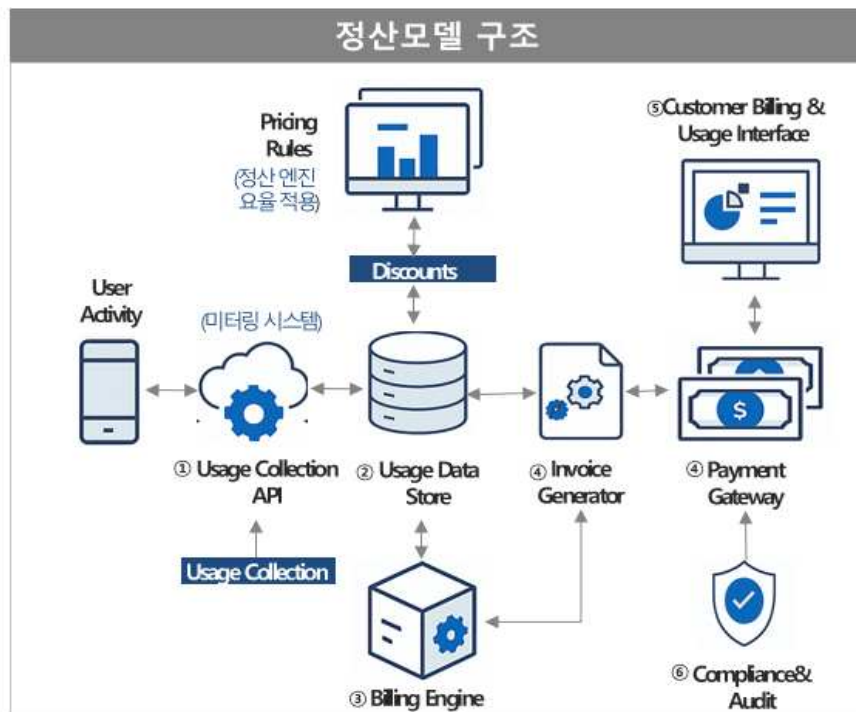 정산모델 구조
Pricing
Rules
(정산 엔진
요율 적용)
⑤Customer Billing &
Usage Interface
Discounts
User
Activity
(미터링 시스템)
$
① Usage Collection
API
② Usage Data
Store
④ Invoice
Generator
④ Payment
Gateway
Usage Collection
③ Billing Engine
⑥ Compliance&
Audit